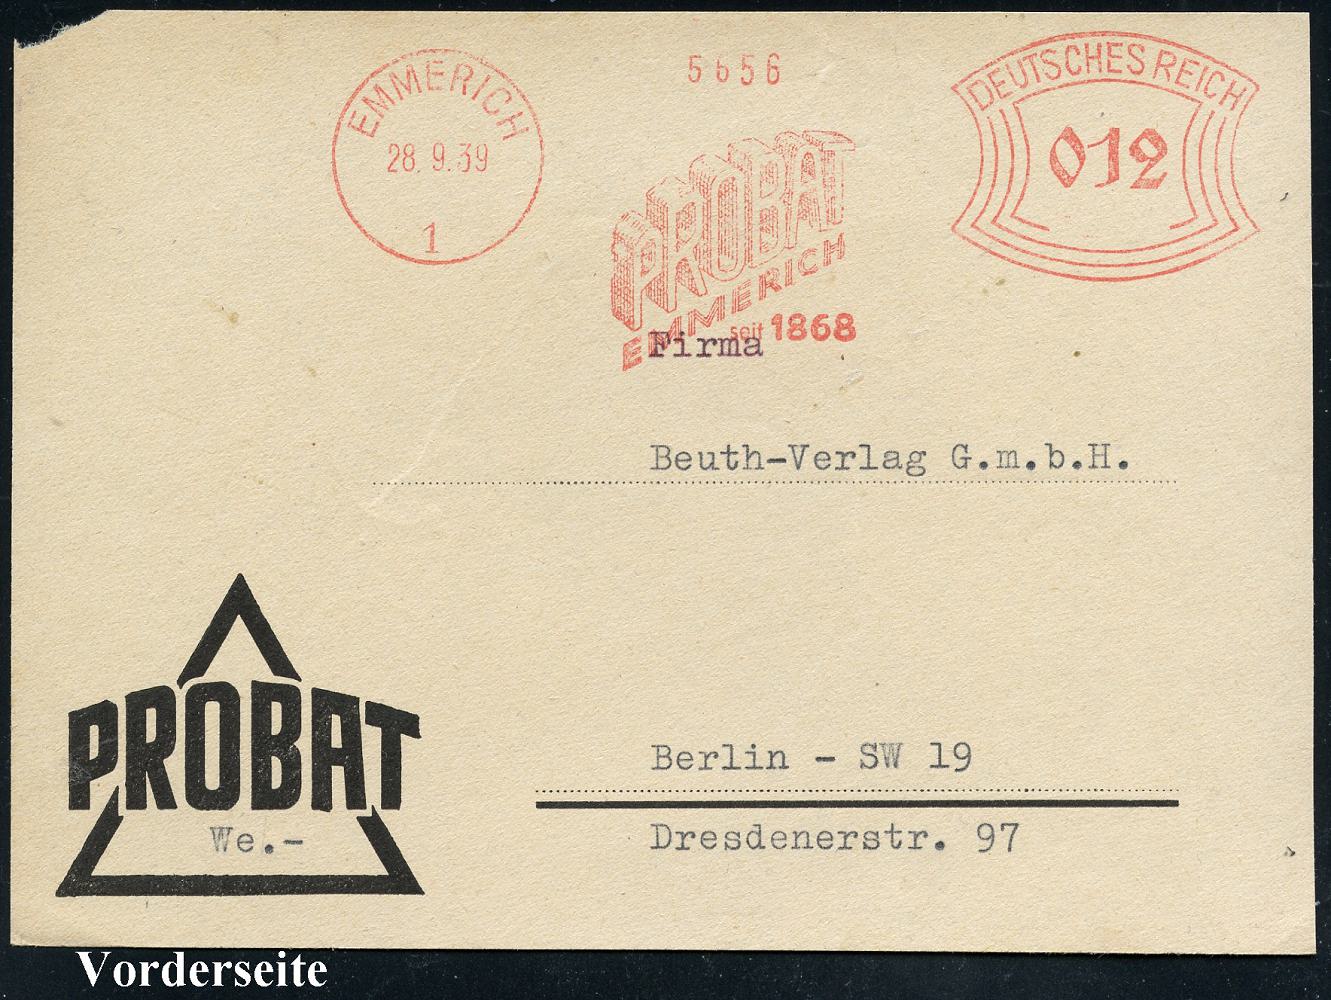 EMMERICH
28.9.39
1
5656
PROBAT
EMMERICH
seit 1868
DEUTSCHES REICH
012
Firma
Beuth-Verlag G.m.b.H.
PROBAT
We.-
Berlin - SW 19
Dresdenerstr. 97
Vorderseite